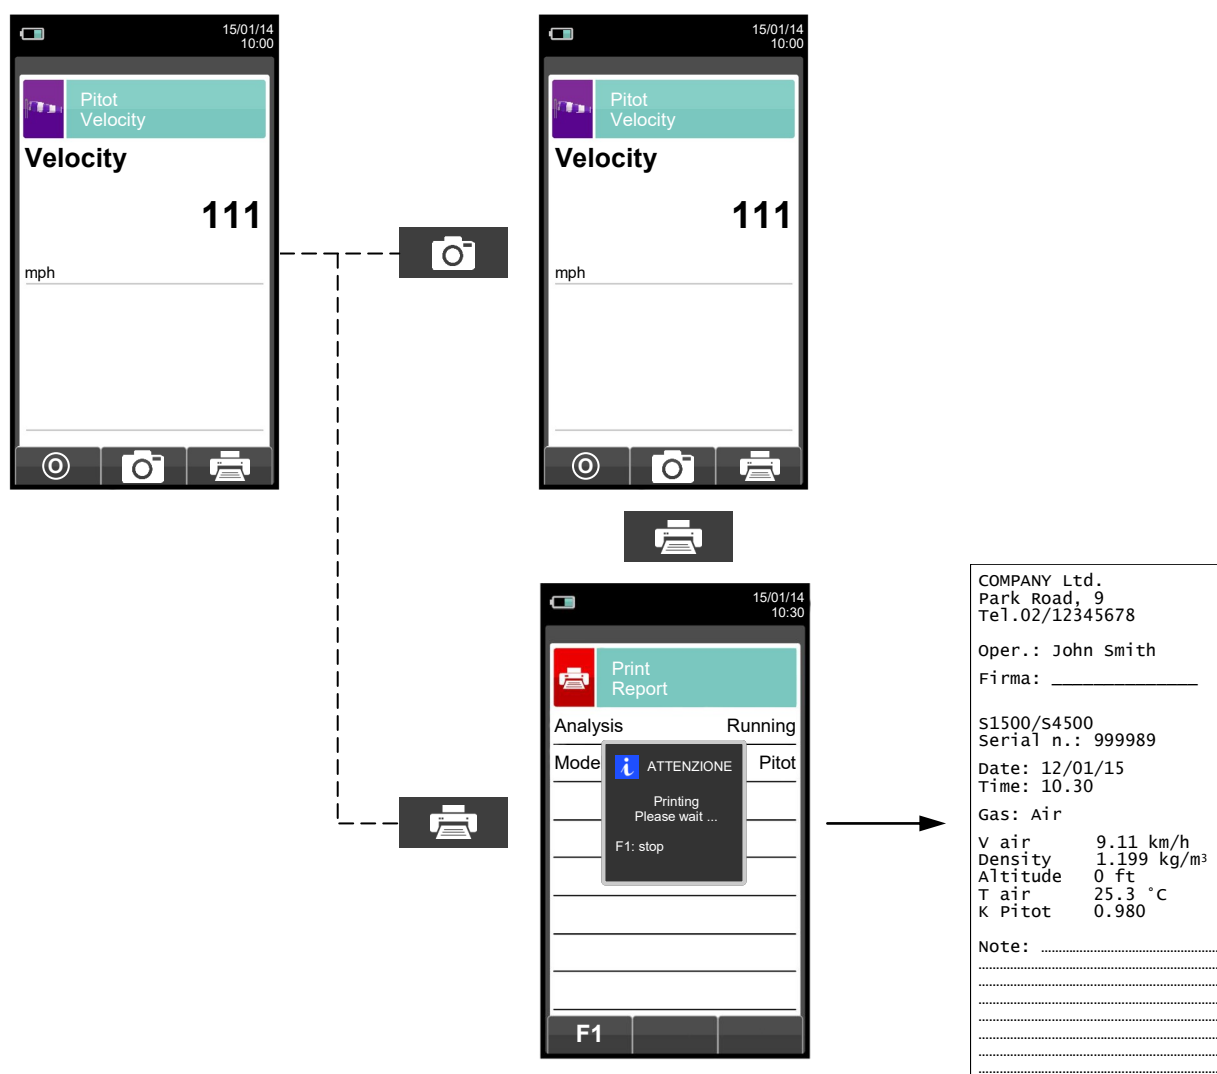 15/01/14
10:00
Pitot
Velocity
Velocity
111
mph
15/01/14
10:00
Pitot
Velocity
Velocity
111
mph
15/01/14
10:30
Print
Report
Analysis Running
Mode Pitot
i ATTENZIONE
Printing
Please wait ...
F1: stop
F1
COMPANY Ltd.
Park Road, 9
Tel.02/12345678
Oper.: John Smith
Firma: ______________
S1500/S4500
Serial n.: 999989
Date: 12/01/15
Time: 10.30
Gas: Air
V air 9.11 km/h
Density 1.199 kg/m³
Altitude 0 ft
T air 25.3 °C
K Pitot 0.980
Note: ..................................................